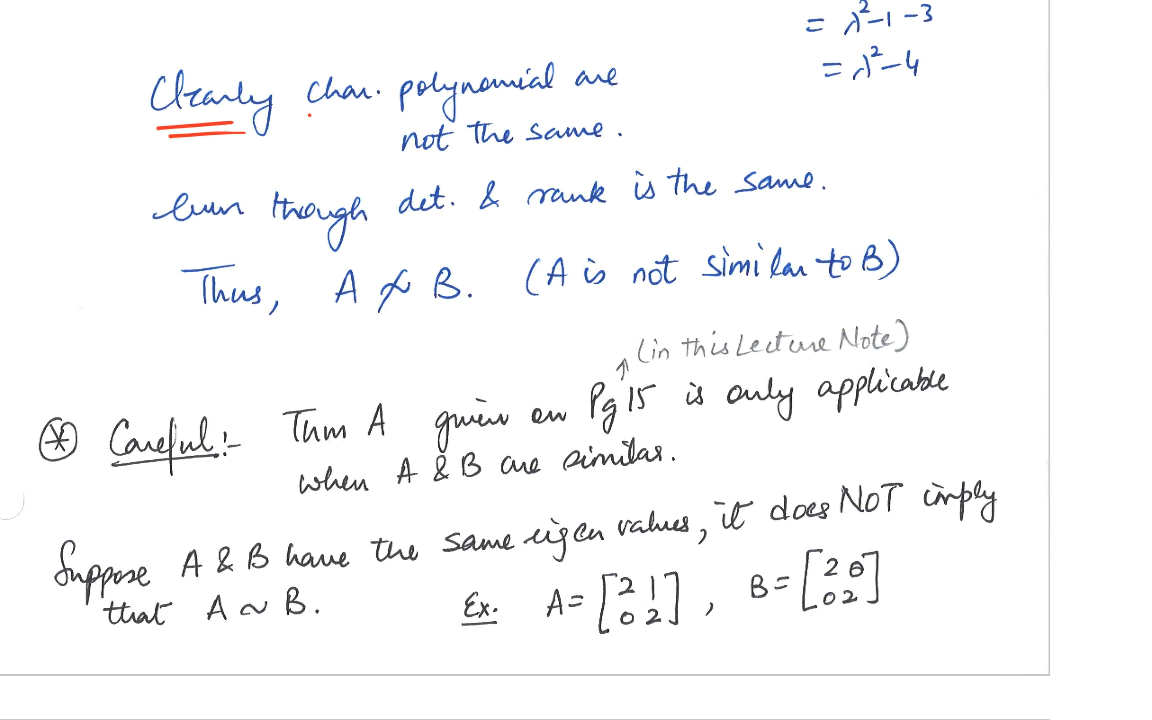 = λ²-1-3
= λ²-4
Clearly char. polynomial are
not the same.
Even though det. & rank is the same.
Thus, A ≁ B. (A is not similar to B)
↑ (in this Lecture Note)
⊛ Careful:- Thm A given on Pg 15 is only applicable
when A & B are similar.
Suppose A & B have the same eigen values, it does NOT imply
that A ~ B. Ex. A = [2 1
0 2], B = [2 0
0 2]